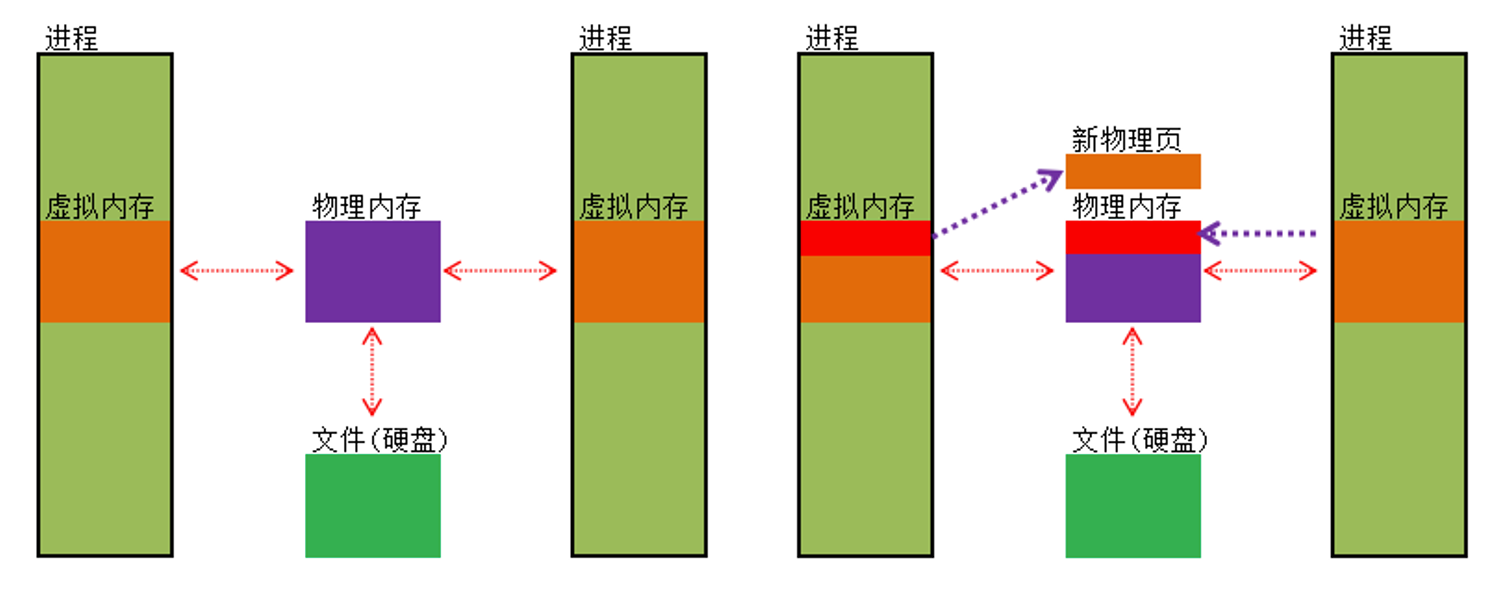 进程
进程
虚拟内存
物理内存
虚拟内存
文件(硬盘)
进程
进程
新物理页
虚拟内存
物理内存
虚拟内存
文件(硬盘)